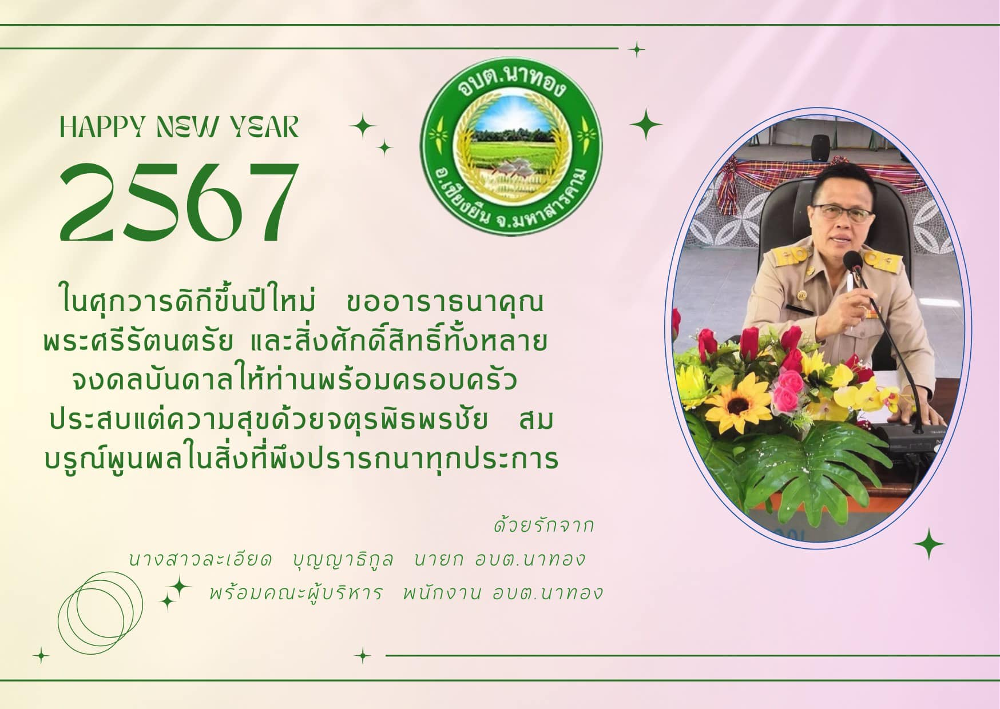 อบต.นาทอง
อ.เชียงยืน จ.มหาสารคาม
HAPPY NEW YEAR
2567
ในศุภวารดิถีขึ้นปีใหม่ ขออาราธนาคุณ
พระศรีรัตนตรัย และสิ่งศักดิ์สิทธิ์ทั้งหลาย
จงดลบันดาลให้ท่านพร้อมครอบครัว
ประสบแต่ความสุขด้วยจตุรพิธพรชัย สม
บรูณ์พูนผลในสิ่งที่พึงปรารถนาทุกประการ
ด้วยรักจาก
นางสาวละเอียด บุญญาธิกูล นายก อบต.นาทอง
พร้อมคณะผู้บริหาร พนักงาน อบต.นาทอง